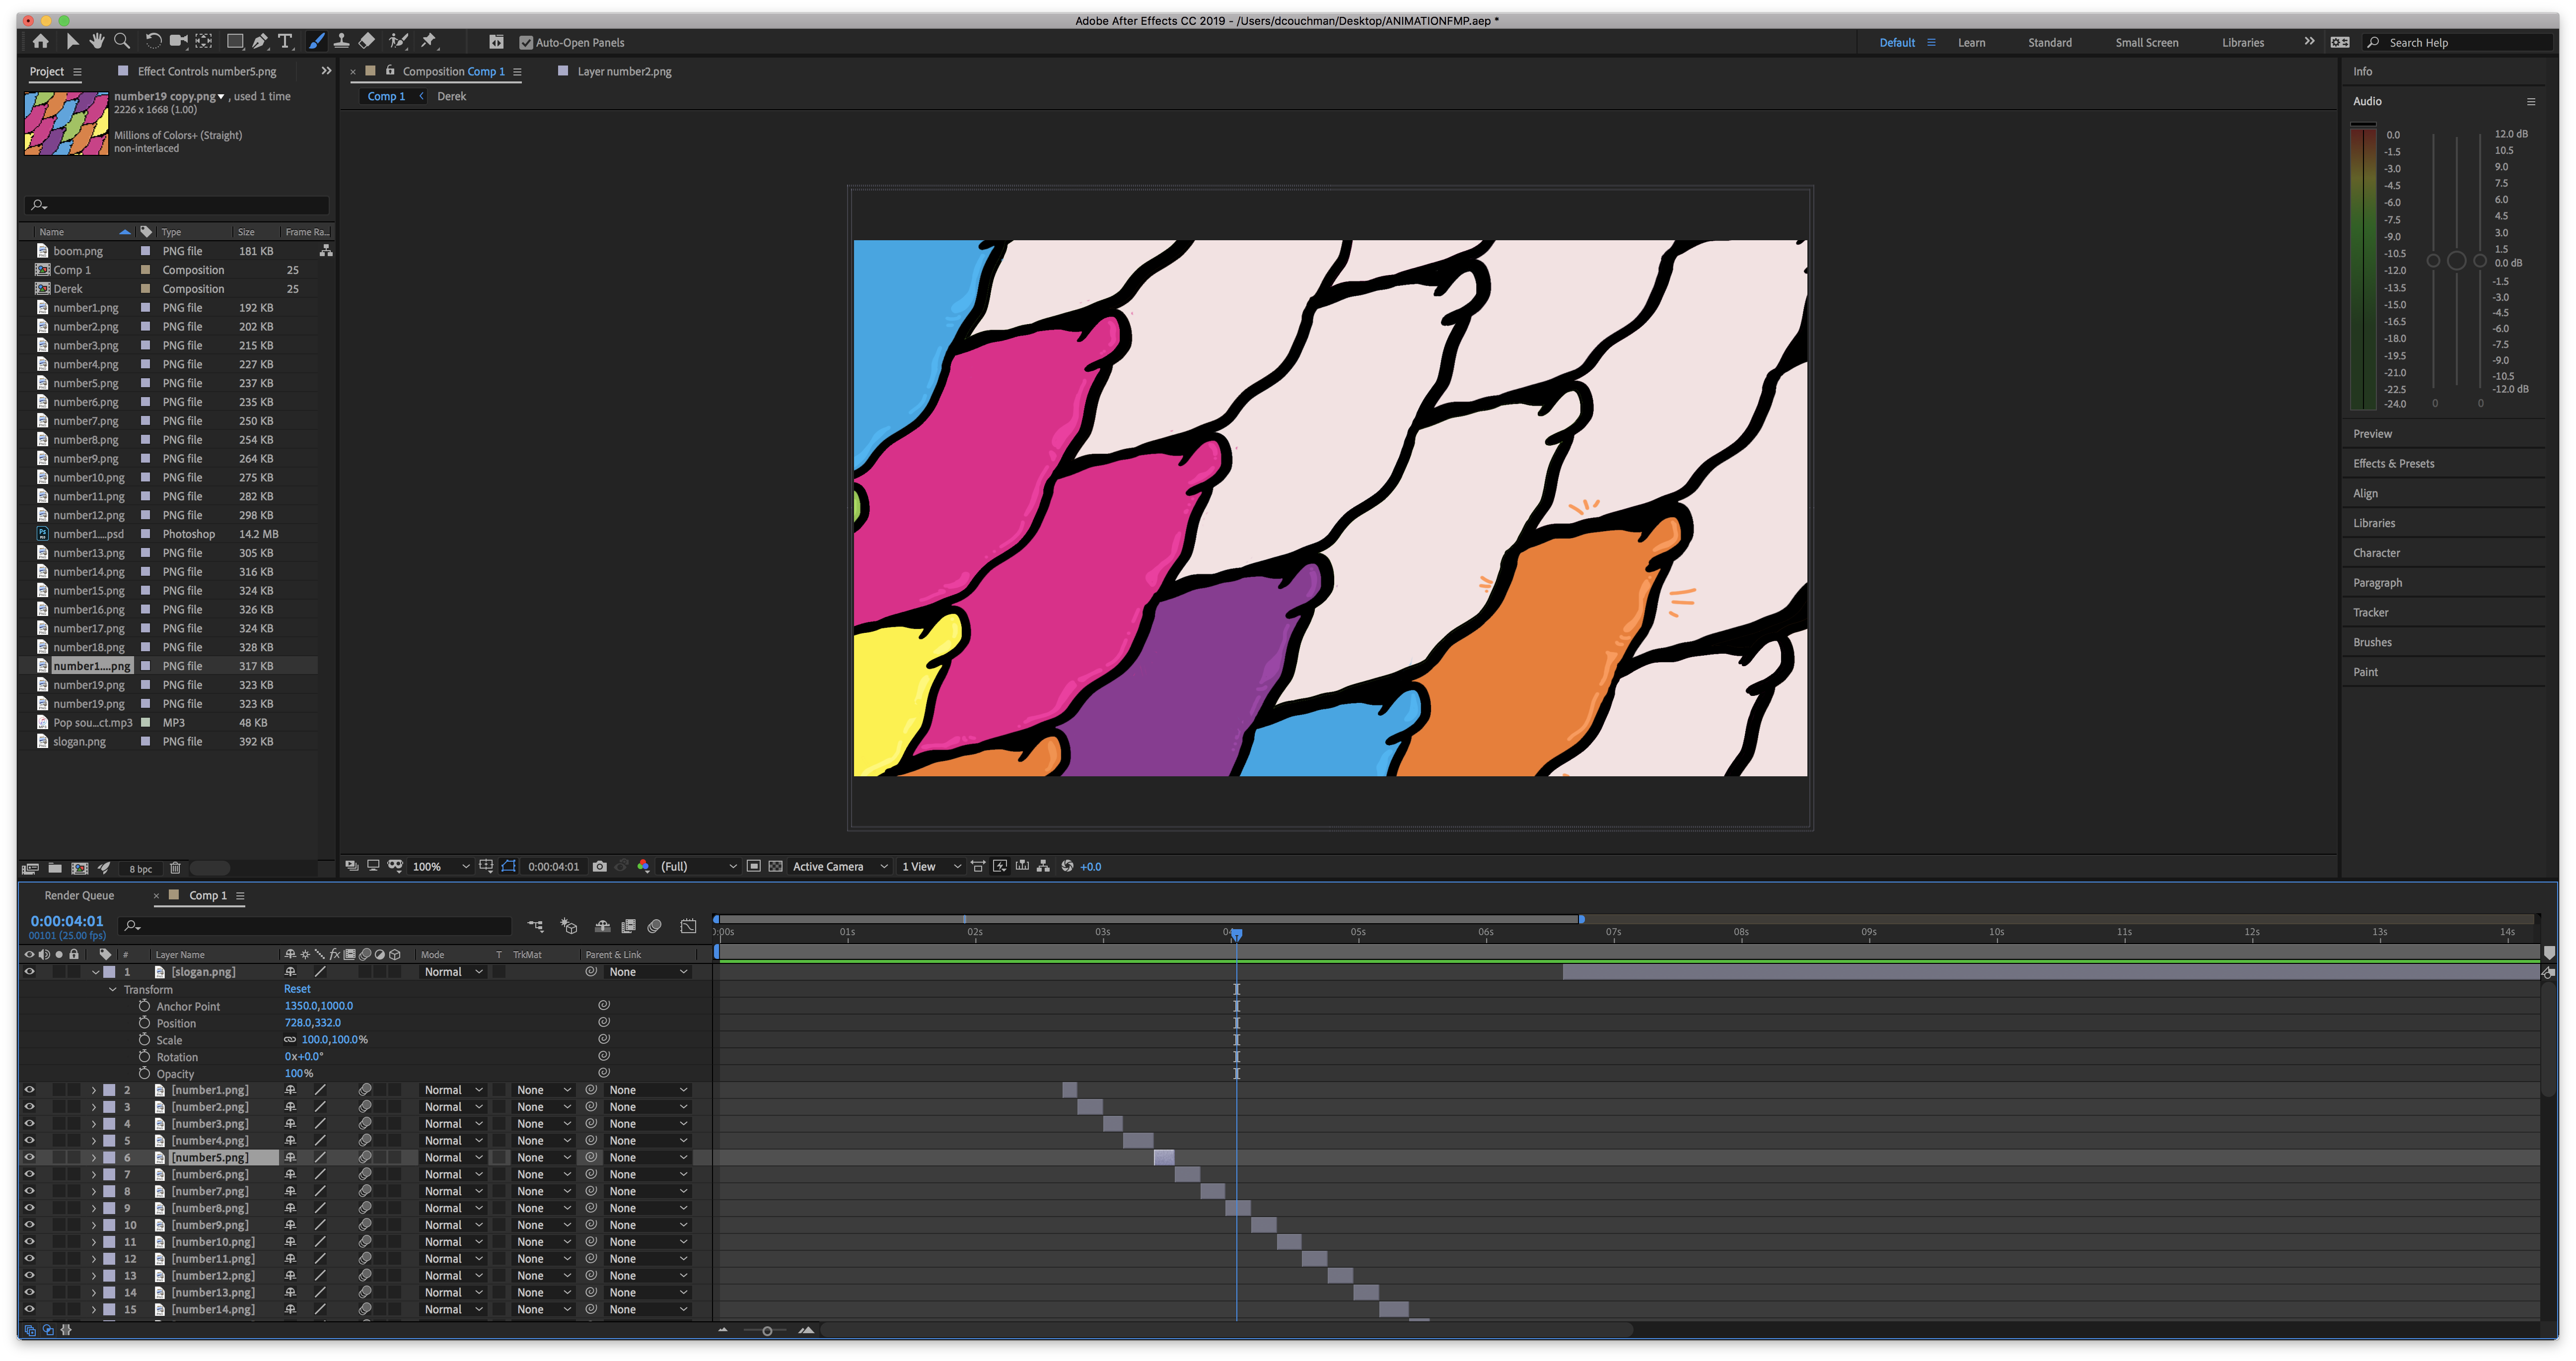 Adobe After Effects CC 2019 - /Users/dcouchman/Desktop/ANIMATIONFMP.aep *
Auto-Open Panels
Default Learn Standard Small Screen Libraries Search Help
Project Effect Controls number5.png
number19 copy.png , used 1 time
2226 x 1668 (1.00)
Millions of Colors+ (Straight)
non-interlaced
Name Type Size Frame Ra...
boom.png PNG file 181 KB
Comp 1 Composition 25
Derek Composition 25
number1.png PNG file 192 KB
number2.png PNG file 202 KB
number3.png PNG file 215 KB
number4.png PNG file 227 KB
number5.png PNG file 237 KB
number6.png PNG file 235 KB
number7.png PNG file 250 KB
number8.png PNG file 254 KB
number9.png PNG file 264 KB
number10.png PNG file 275 KB
number11.png PNG file 282 KB
number12.png PNG file 298 KB
number1....psd Photoshop 14.2 MB
number13.png PNG file 305 KB
number14.png PNG file 316 KB
number15.png PNG file 324 KB
number16.png PNG file 326 KB
number17.png PNG file 324 KB
number18.png PNG file 328 KB
number1....png PNG file 317 KB
number19.png PNG file 323 KB
number19.png PNG file 323 KB
Pop sou...ct.mp3 MP3 48 KB
slogan.png PNG file 392 KB
8 bpc
Composition Comp 1 Layer number2.png
Comp 1 Derek
100% 0:00:04:01 (Full) Active Camera 1 View +0.0
Info
Audio
0.0 12.0 dB
-1.5 10.5
-3.0 9.0
-4.5 7.5
-6.0 6.0
-7.5 4.5
-9.0 3.0
-10.5 1.5
-12.0 0.0 dB
-13.5 -1.5
-15.0 -3.0
-16.5 -4.5
-18.0 -6.0
-19.5 -7.5
-21.0 -9.0
-22.5 -10.5
-24.0 -12.0 dB
0 0
Preview
Effects & Presets
Align
Libraries
Character
Paragraph
Tracker
Brushes
Paint
Render Queue Comp 1
0:00:04:01
00101 (25.00 fps)
):00s 01s 02s 03s 04s 05s 06s 07s 08s 09s 10s 11s 12s 13s 14s
# Layer Name Mode T TrkMat Parent & Link
1 [slogan.png] Normal None
Transform Reset
Anchor Point 1350.0,1000.0
Position 728.0,332.0
Scale 100.0,100.0%
Rotation 0x+0.0°
Opacity 100%
2 [number1.png] Normal None None
3 [number2.png] Normal None None
4 [number3.png] Normal None None
5 [number4.png] Normal None None
6 [number5.png] Normal None None
7 [number6.png] Normal None None
8 [number7.png] Normal None None
9 [number8.png] Normal None None
10 [number9.png] Normal None None
11 [number10.png] Normal None None
12 [number11.png] Normal None None
13 [number12.png] Normal None None
14 [number13.png] Normal None None
15 [number14.png] Normal None None